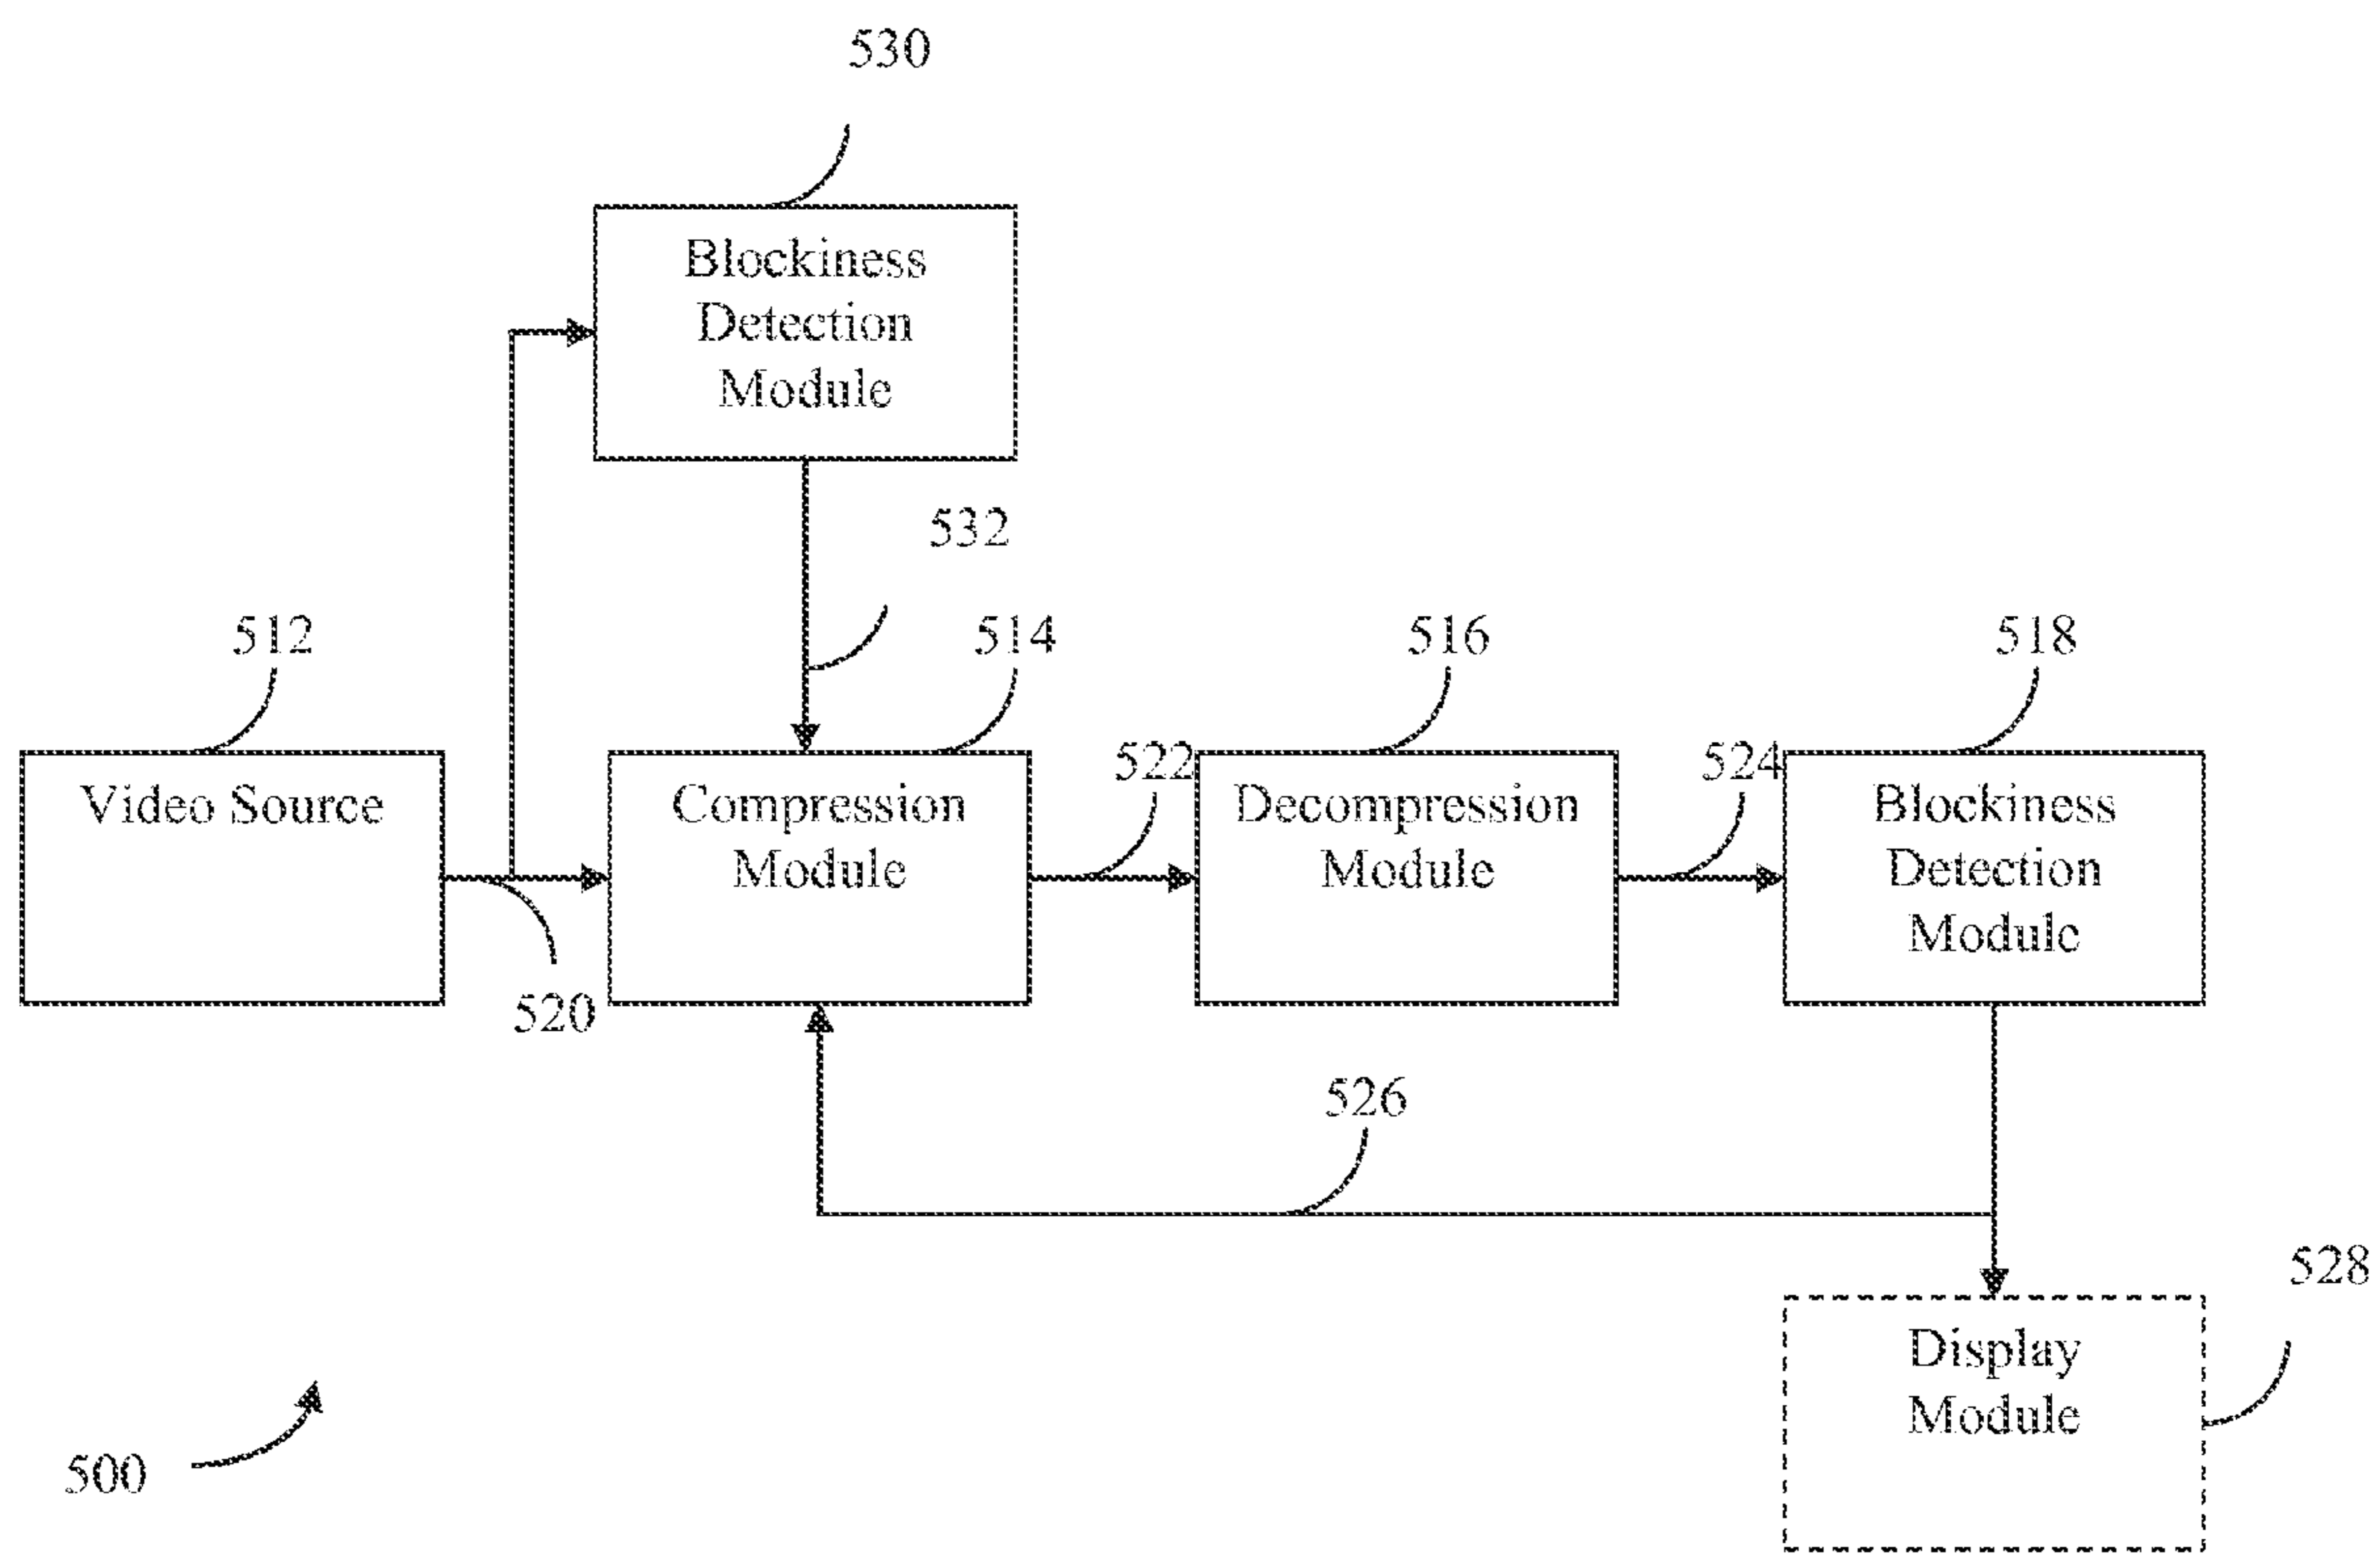 530
Blockiness
Detection
Module
532
512
514
516
518
Video Source
Compression
Module
522
Decompression
Module
524
Blockiness
Detection
Module
520
526
528
Display
Module
500